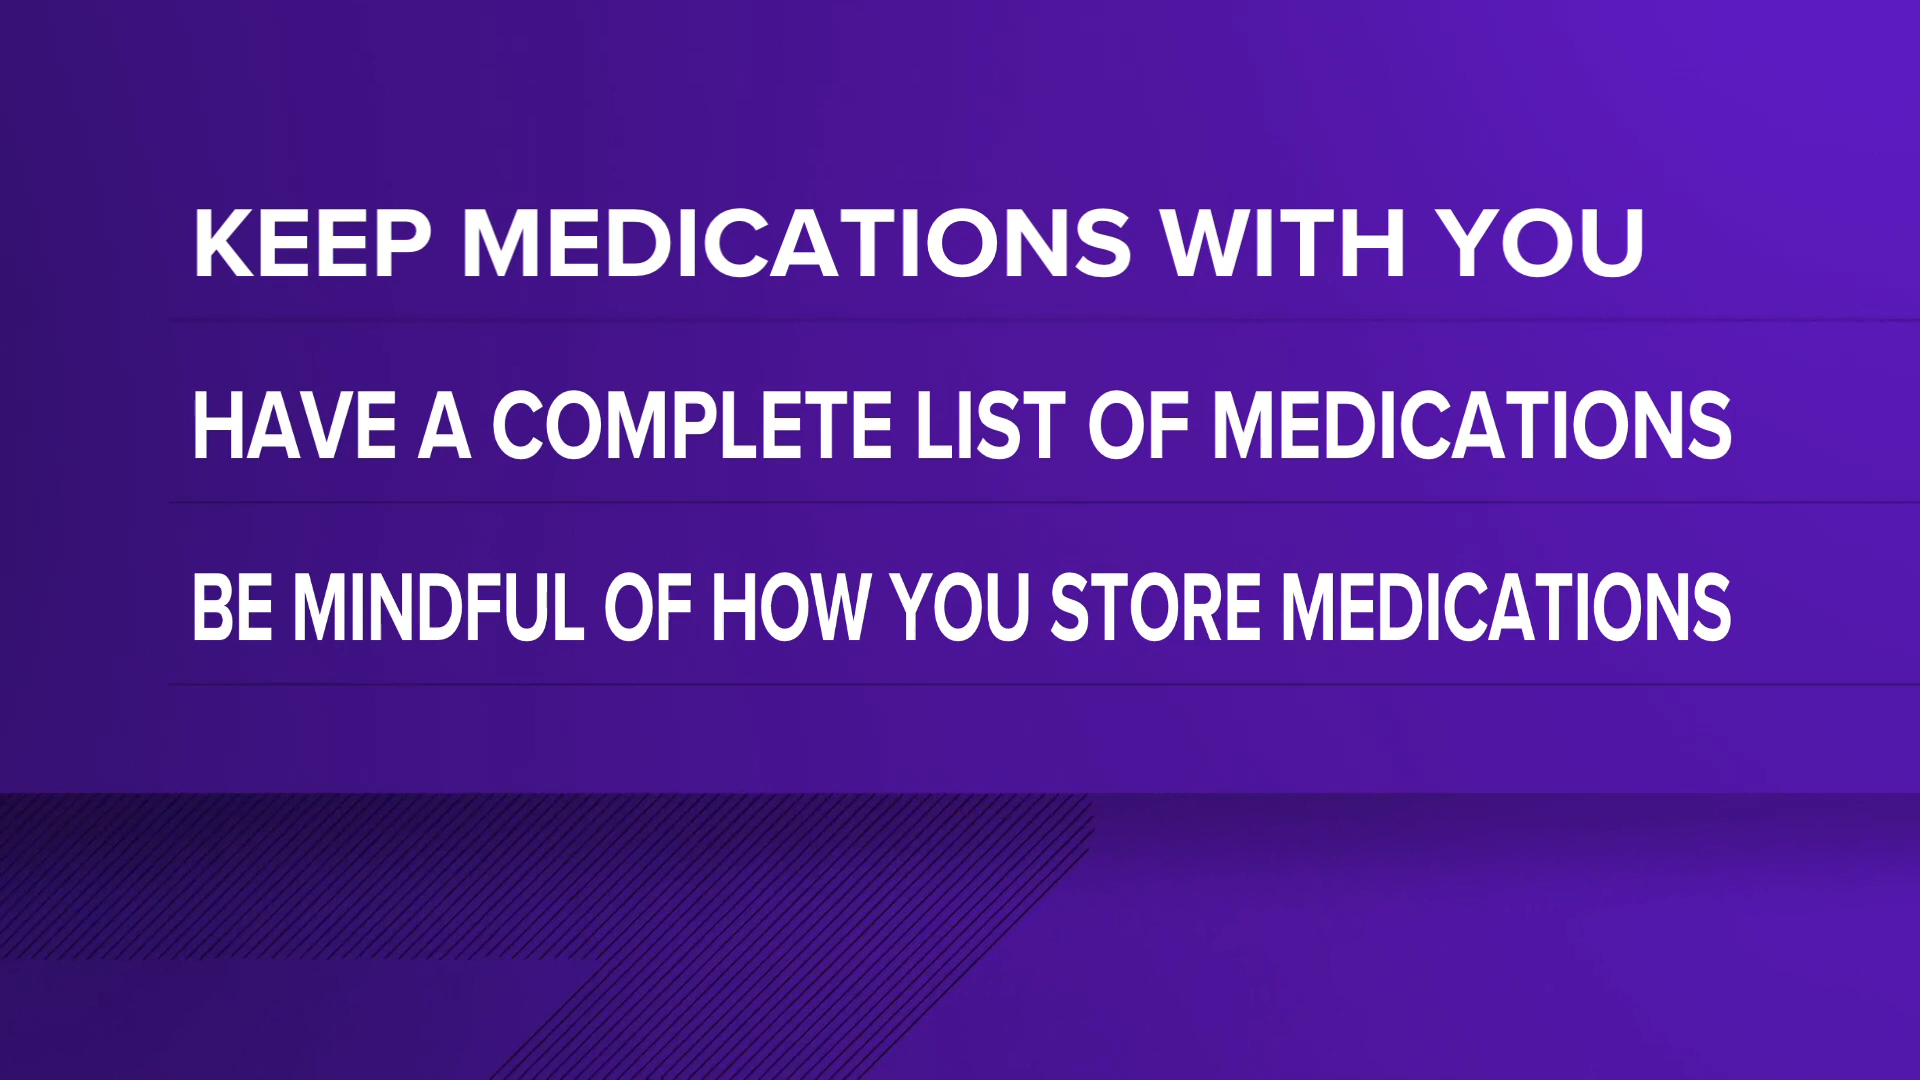 KEEP MEDICATIONS WITH YOU
HAVE A COMPLETE LIST OF MEDICATIONS
BE MINDFUL OF HOW YOU STORE MEDICATIONS